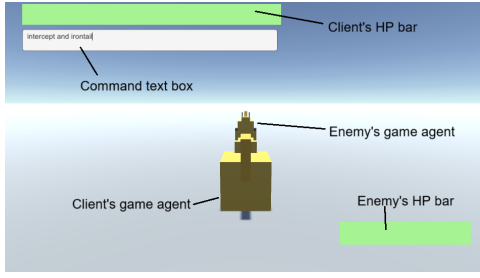 Client's HP bar
intercept and irontail
Command text box
Enemy's game agent
Client's game agent
Enemy's HP bar